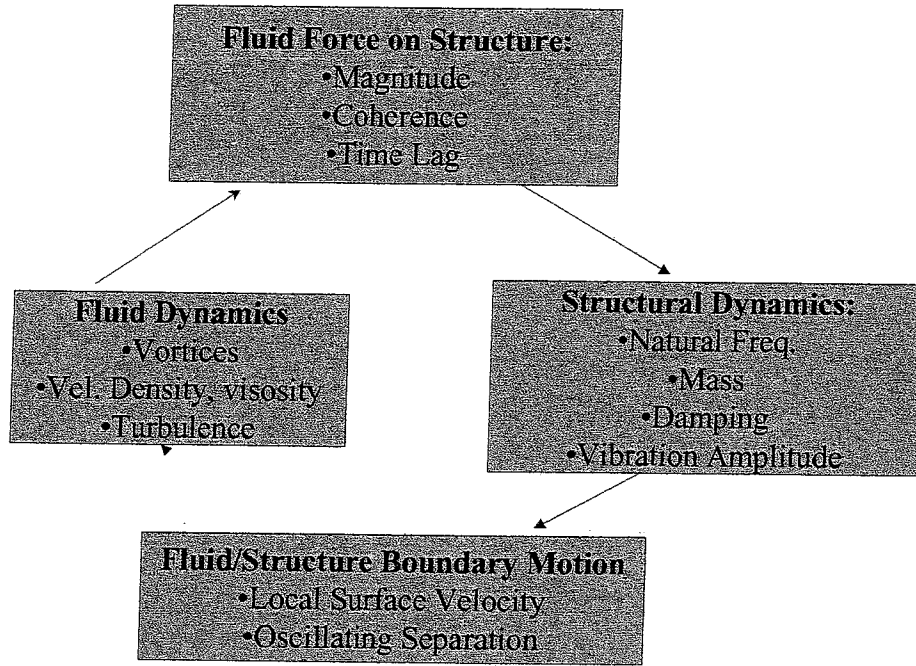 Fluid Force on Structure:
•Magnitude
•Coherence
•Time Lag
Fluid Dynamics
•Vortices
•Vel. Density, visosity
•Turbulence
Structural Dynamics:
•Natural Freq.
•Mass
•Damping
•Vibration Amplitude
Fluid/Structure Boundary Motion
•Local Surface Velocity
•Oscillating Separation